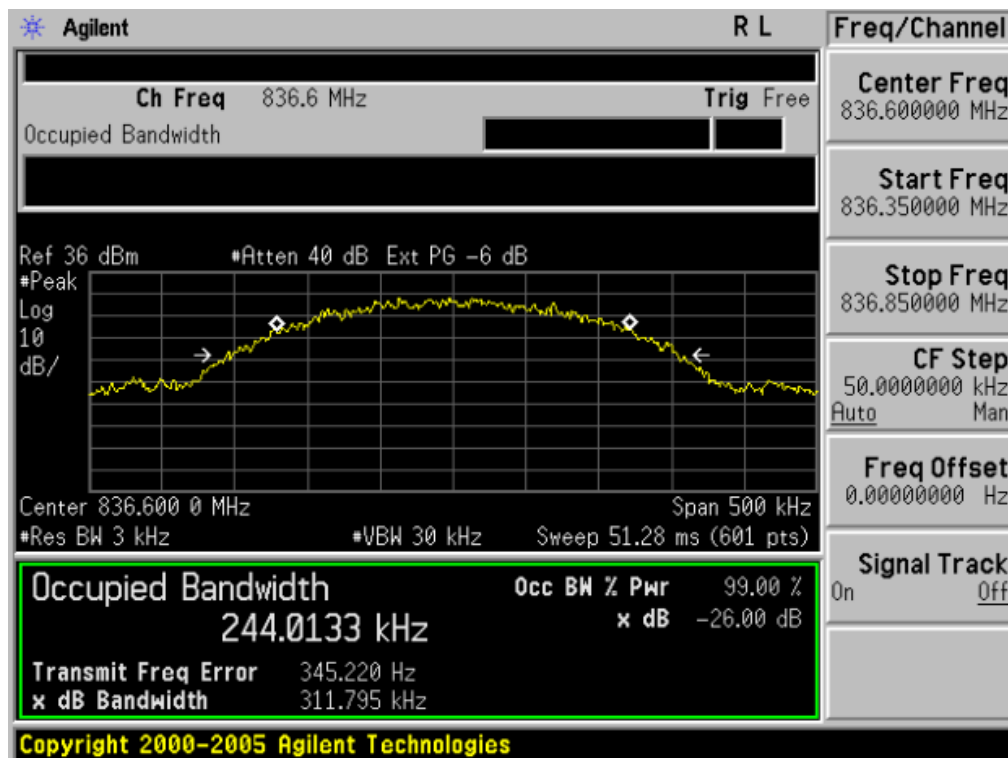 Agilent R L Freq/Channel
Ch Freq 836.6 MHz Trig Free
Occupied Bandwidth
Center Freq
836.600000 MHz
Start Freq
836.350000 MHz
Ref 36 dBm #Atten 40 dB Ext PG -6 dB
#Peak
Log
10
dB/
Stop Freq
836.850000 MHz
CF Step
50.0000000 kHz
Auto Man
Freq Offset
0.00000000 Hz
Center 836.600 0 MHz Span 500 kHz
#Res BW 3 kHz #VBW 30 kHz Sweep 51.28 ms (601 pts)
Signal Track
On Off
Occupied Bandwidth Occ BW % Pwr 99.00 %
244.0133 kHz x dB -26.00 dB
Transmit Freq Error 345.220 Hz
x dB Bandwidth 311.795 kHz
Copyright 2000-2005 Agilent Technologies